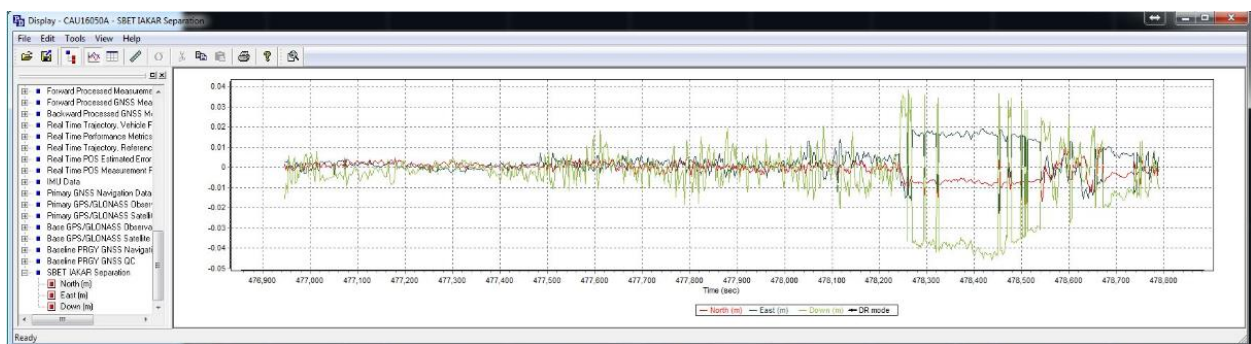 Display - CAU16050A - SBET IAKAR Separation
File Edit Tools View Help
Forward Processed Measureme
Forward Processed GNSS Mea
Backward Processed GNSS M
Real Time Trajectory, Vehicle F
Real Time Performance Metrics
Real Time Trajectory, Referenc
Real Time POS Estimated Error
Real Time POS Measurement F
IMU Data
Primary GNSS Navigation Data
Primary GPS/GLONASS Observ
Primary GPS/GLONASS Satelli
Base GPS/GLONASS Observa
Base GPS/GLONASS Satellite
Baseline PRGY GNSS Navigati
Baseline PRGY GNSS QC
SBET IAKAR Separation
North (m)
East (m)
Down (m)
0.04
0.03
0.02
0.01
0
-0.01
-0.02
-0.03
-0.04
-0.05
476,900 477,000 477,100 477,200 477,300 477,400 477,500 477,600 477,700 477,800 477,900 478,000 478,100 478,200 478,300 478,400 478,500 478,600 478,700 478,800
Time (sec)
North (m) East (m) Down (m) DR mode
Ready